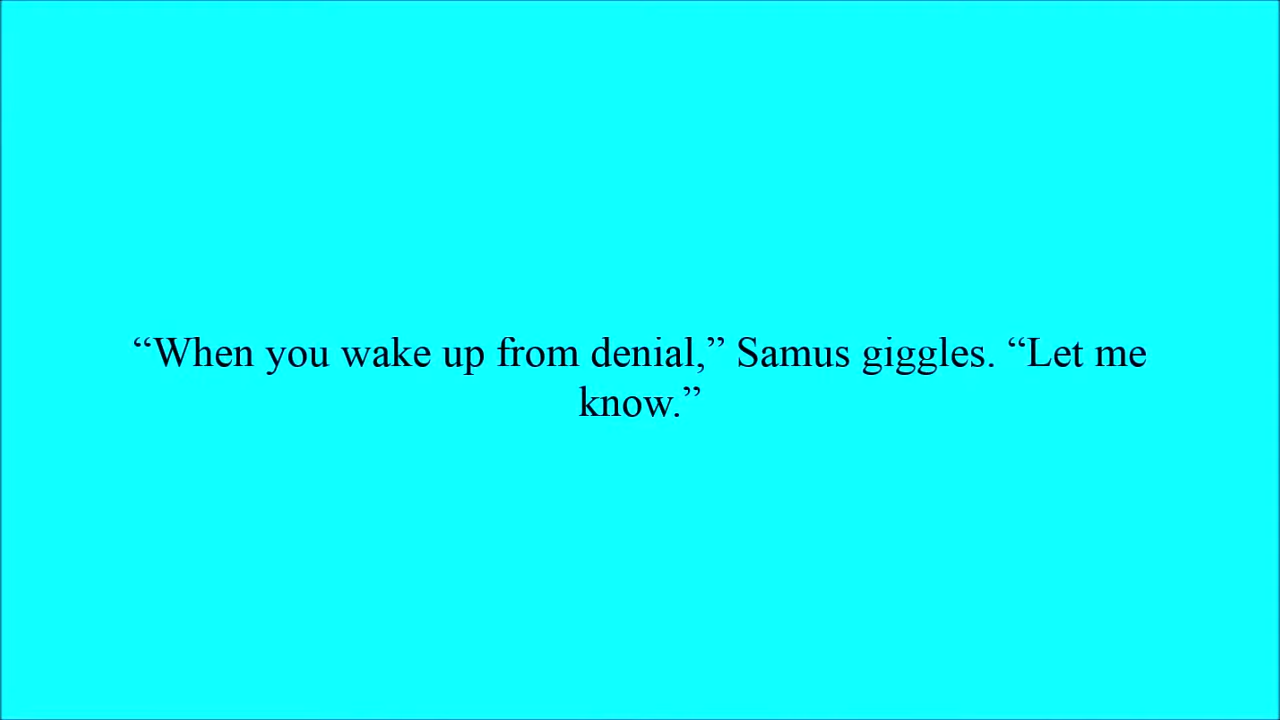 “When you wake up from denial,” Samus giggles. “Let me
know.”